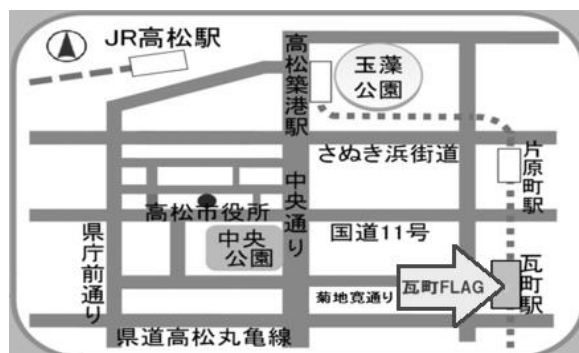 JR高松駅
高松築港駅
玉藻
公園
さぬき浜街道
片原町駅
中央通り
高松市役所
国道11号
中央
公園
県庁前通り
菊池寛通り
瓦町FLAG
瓦町駅
県道高松丸亀線